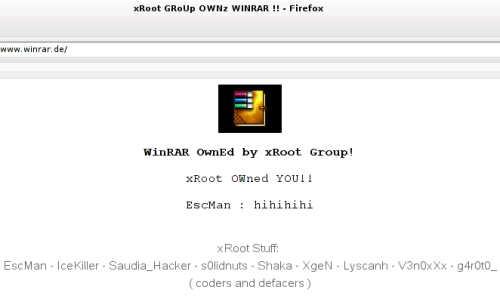 xRoot GRoUp OWNz WINRAR !! - Firefox
www.winrar.de/
WinRAR OwnEd by xRoot Group!
xRoot OWned YOU!!
EscMan : hihihihi
xRoot Stuff:
EscMan - IceKiller - Saudia_Hacker - s0lidnuts - Shaka - XgeN - Lyscanh - V3n0xXx - g4r0t0_
( coders and defacers )